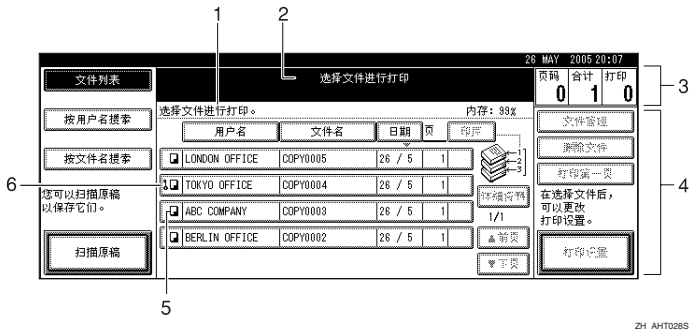 1
2
26 MAY 2005 20:07
文件列表
选择文件进行打印
页码 合计 打印
0 1 0
3
选择文件进行打印。
内存: 99%
按用户名搜索
用户名 文件名 日期 页 印序
文件管理
删除文件
按文件名搜索
LONDON OFFICE COPY0005 26 / 5 1
1
2
3
打印第一页
6
TOKYO OFFICE COPY0004 26 / 5 1
详细资料
4
您可以扫描原稿
以保存它们。
在选择文件后,
可以更改
打印设置。
ABC COMPANY COPY0003 26 / 5 1
1/1
扫描原稿
BERLIN OFFICE COPY0002 26 / 5 1
▲前页
打印设置
▼下页
5
ZH AHT028S